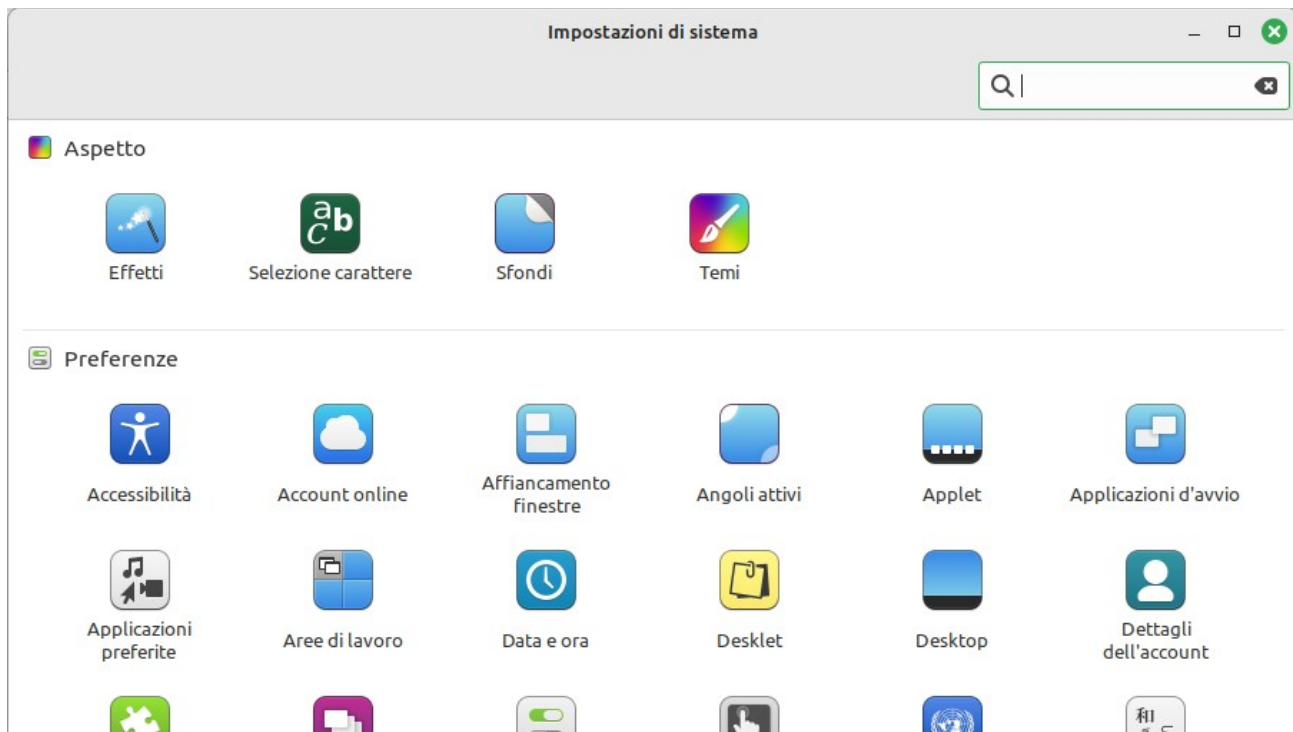 Impostazioni di sistema
Aspetto
Effetti
Selezione carattere
Sfondi
Temi
Preferenze
Accessibilità
Account online
Affiancamento
finestre
Angoli attivi
Applet
Applicazioni d'avvio
Applicazioni
preferite
Aree di lavoro
Data e ora
Desklet
Desktop
Dettagli
dell'account